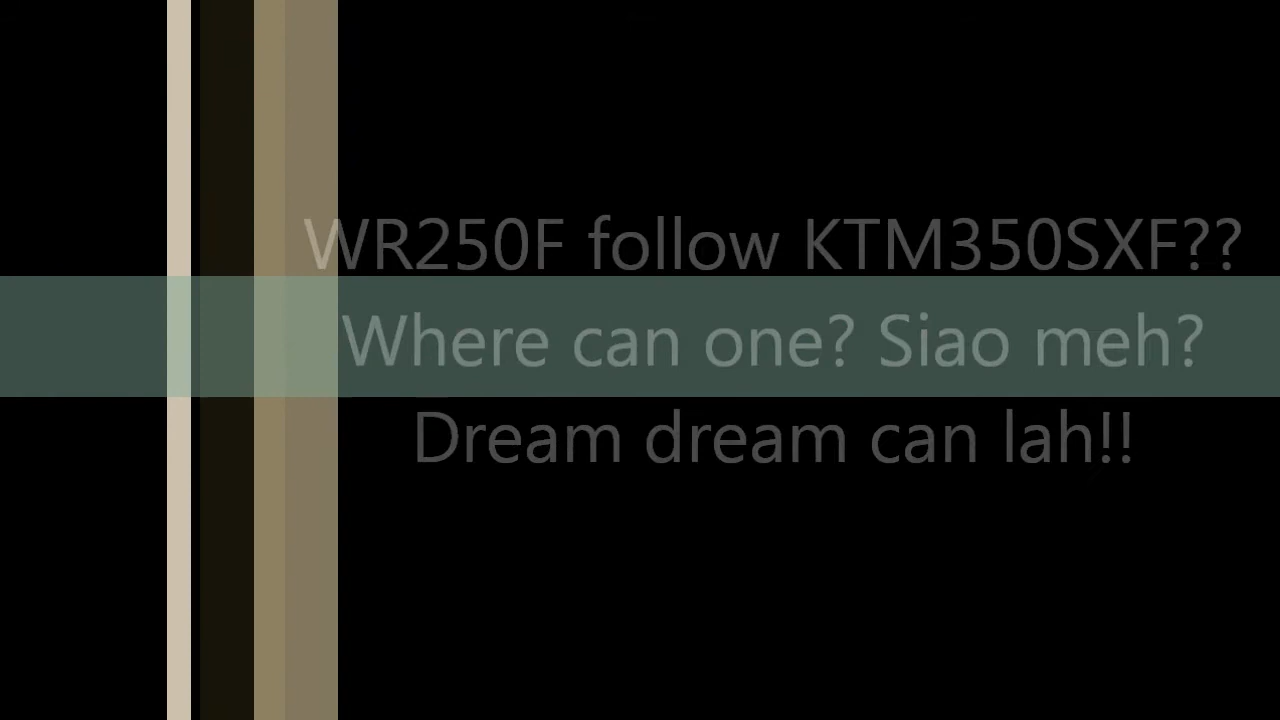 WR250F follow KTM350SXF??
Where can one? Siao meh?
Dream dream can lah!!